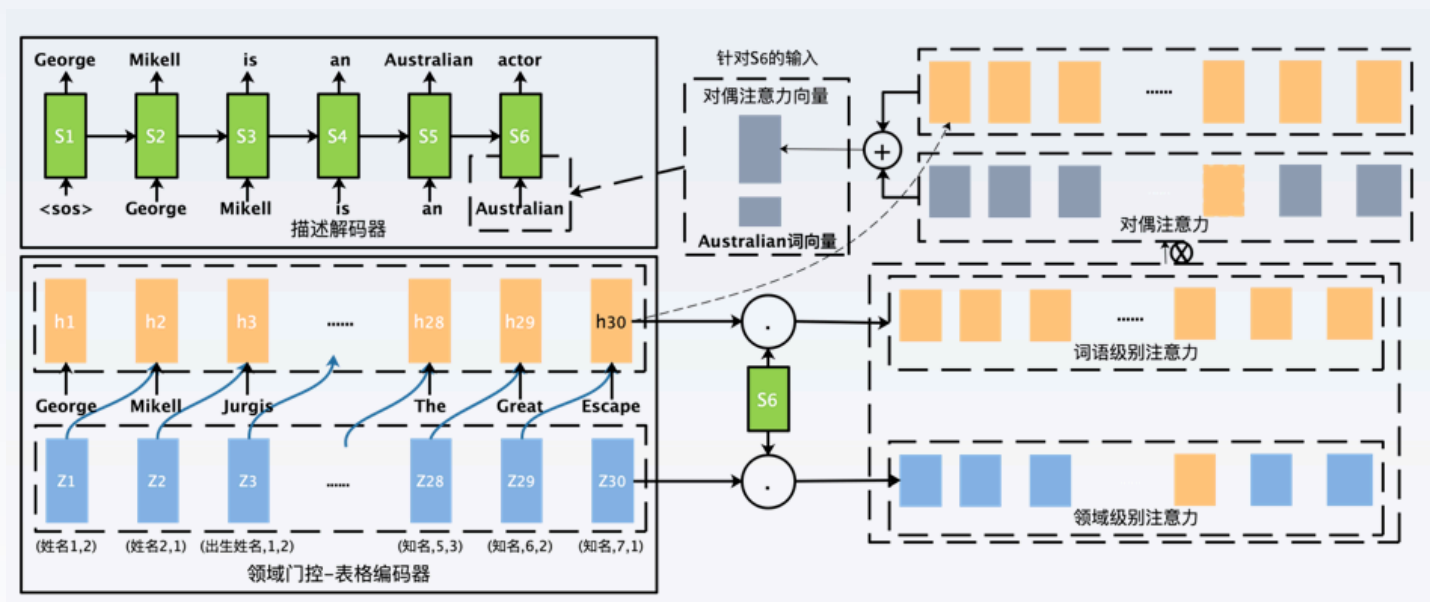 George Mikell is an Australian actor
S1 S2 S3 S4 S5 S6
<sos> George Mikell is an Australian
描述解码器
针对S6的输入
对偶注意力向量
Australian词向量
+
......
对偶注意力
h1 h2 h3 ...... h28 h29 h30
George Mikell Jurgis The Great Escape
Z1 Z2 Z3 ...... Z28 Z29 Z30
(姓名1,2) (姓名2,1) (出生姓名,1,2) (知名,5,3) (知名,6,2) (知名,7,1)
领域门控-表格编码器
.
S6
.
......
词语级别注意力
领域级别注意力